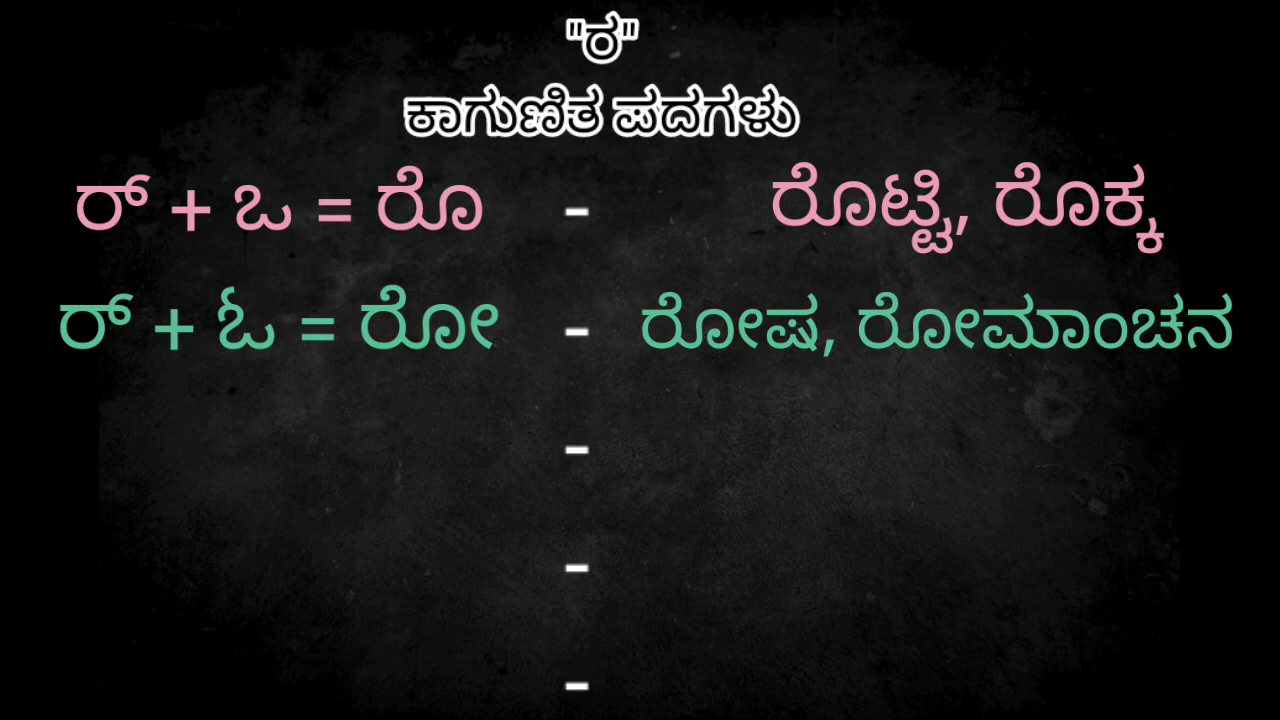 "ರ"
ಕಾಗುಣಿತ ಪದಗಳು
ರ್ + ಒ = ರೊ - ರೊಟ್ಟಿ, ರೊಕ್ಕ
ರ್ + ಓ = ರೋ - ರೋಷ, ರೋಮಾಂಚನ
-
-
-